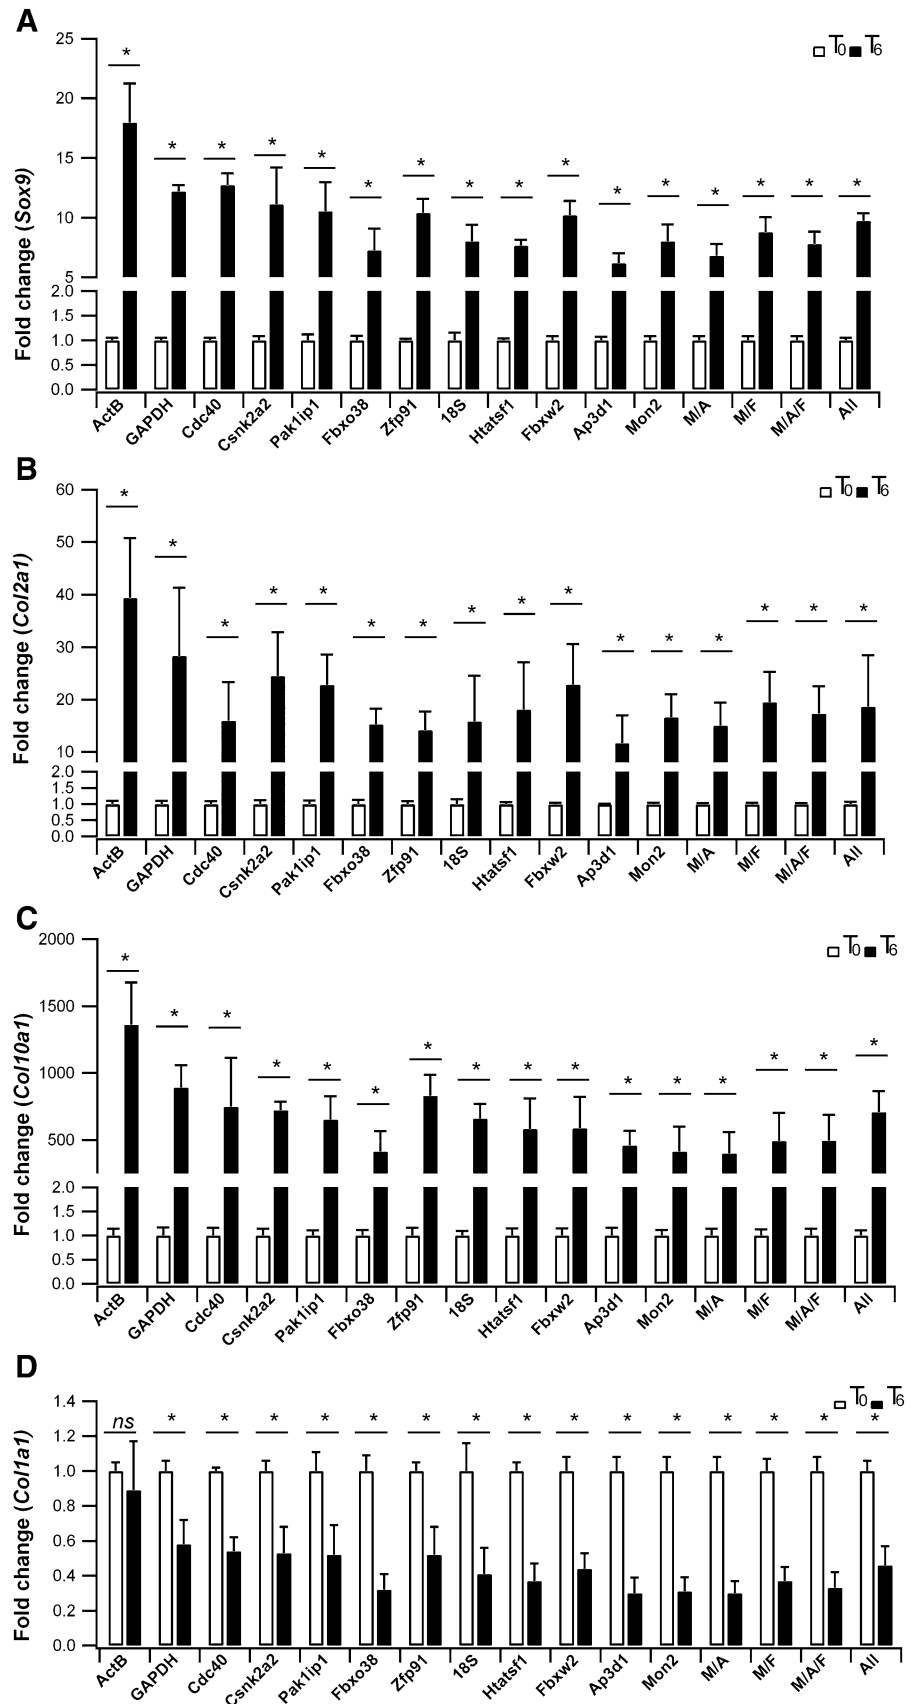 A
T0 T6
Fold change (Sox9)
25
20
15
10
5
2.0
1.5
1.0
0.5
0.0
* * * * * * * * * * * * * * * *
ActB GAPDH Cdc40 Csnk2a2 Pak1ip1 Fbxo38 Zfp91 18S Htatsf1 Fbxw2 Ap3d1 Mon2 M/A M/F M/A/F All
B
T0 T6
Fold change (Col2a1)
60
50
40
30
20
10
2.0
1.5
1.0
0.5
0.0
* * * * * * * * * * * * * * * *
ActB GAPDH Cdc40 Csnk2a2 Pak1ip1 Fbxo38 Zfp91 18S Htatsf1 Fbxw2 Ap3d1 Mon2 M/A M/F M/A/F All
C
T0 T6
Fold change (Col10a1)
2000
1500
1000
500
2.0
1.5
1.0
0.5
0.0
* * * * * * * * * * * * * * * *
ActB GAPDH Cdc40 Csnk2a2 Pak1ip1 Fbxo38 Zfp91 18S Htatsf1 Fbxw2 Ap3d1 Mon2 M/A M/F M/A/F All
D
T0 T6
Fold change (Col1a1)
1.4
1.2
1.0
0.8
0.6
0.4
0.2
0.0
ns * * * * * * * * * * * * * * *
ActB GAPDH Cdc40 Csnk2a2 Pak1ip1 Fbxo38 Zfp91 18S Htatsf1 Fbxw2 Ap3d1 Mon2 M/A M/F M/A/F All